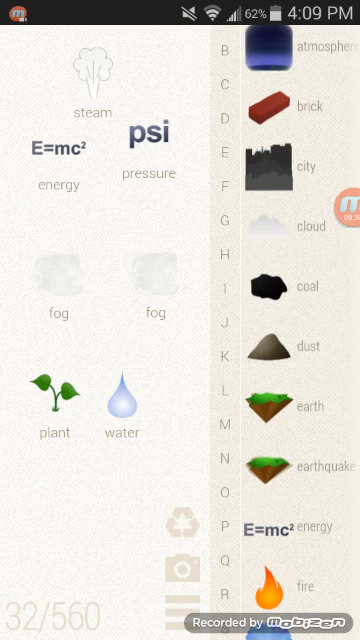 62% 4:09 PM
steam
E=mc²
energy
psi
pressure
fog
fog
plant
water
32/560
B
C
D
E
F
G
H
I
J
K
L
M
N
O
P
Q
R
atmosphere
brick
city
cloud
coal
dust
earth
earthquake
E=mc² energy
fire
Recorded by mobizen